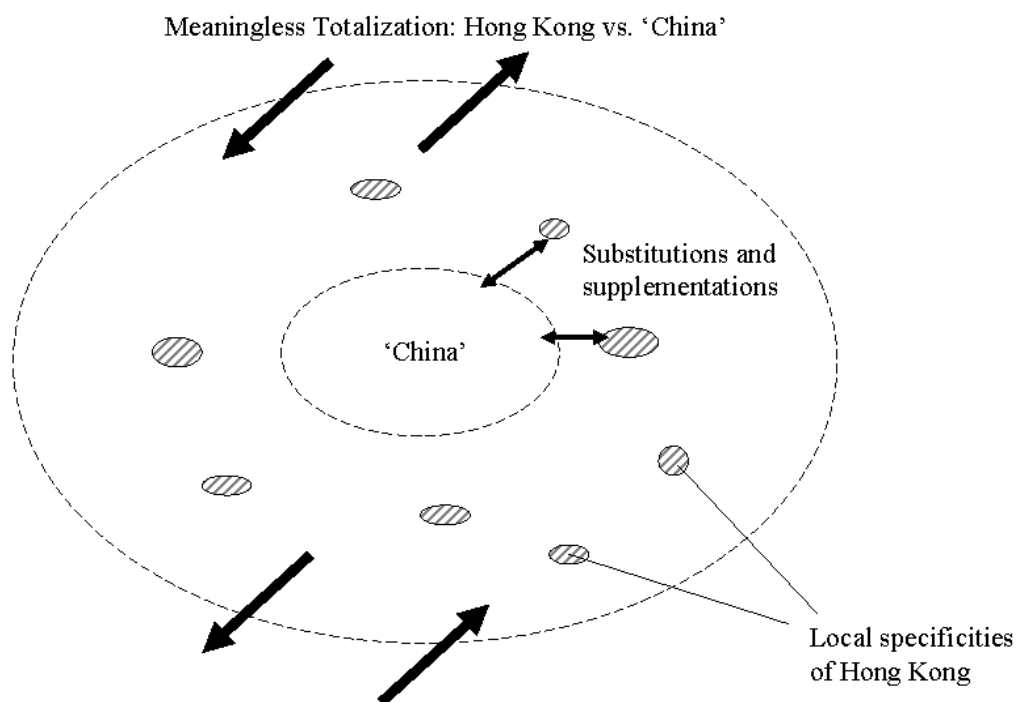 Meaningless Totalization: Hong Kong vs. ‘China’
Substitutions and
supplementations
‘China’
Local specificities
of Hong Kong